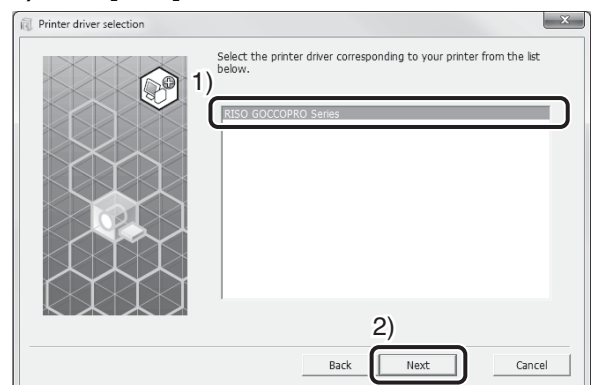 Printer driver selection
Select the printer driver corresponding to your printer from the list
below.
1)
RISO GOCCOPRO Series
2)
Back
Next
Cancel